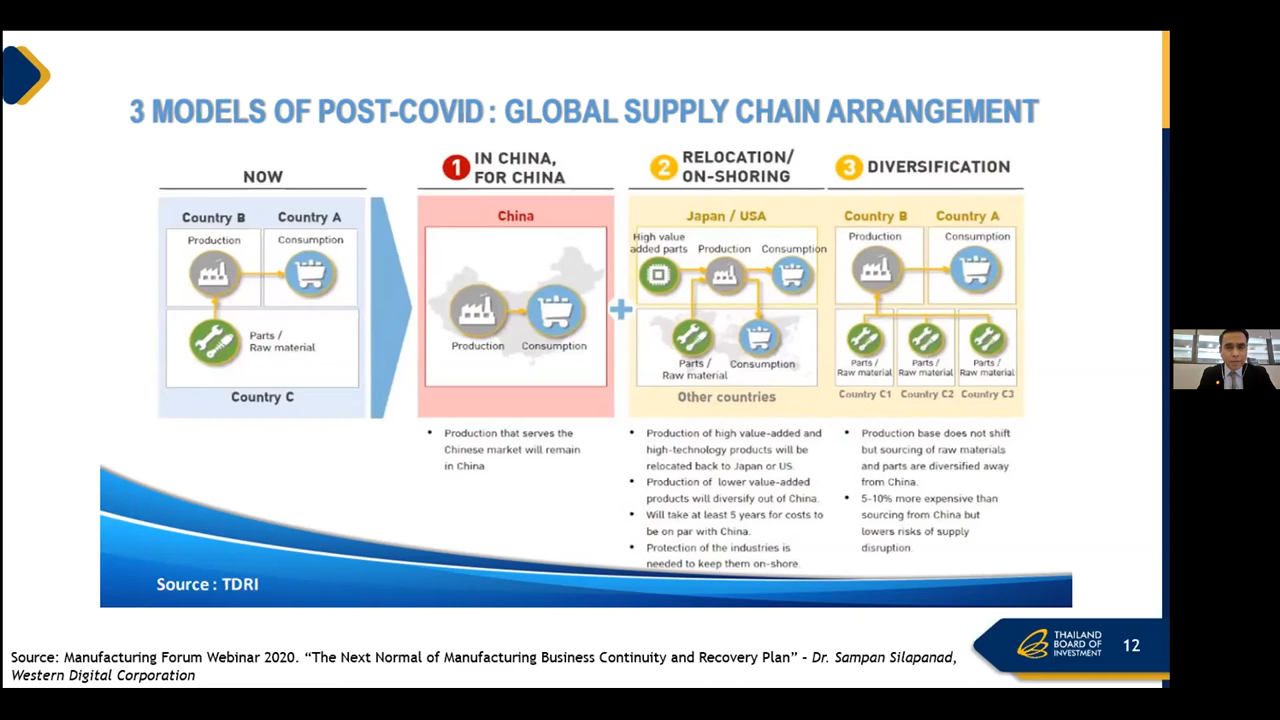 3 MODELS OF POST-COVID : GLOBAL SUPPLY CHAIN ARRANGEMENT
NOW
Country B
Country A
Production
Consumption
Parts /
Raw material
Country C
1
IN CHINA,
FOR CHINA
China
Production
Consumption
• Production that serves the
Chinese market will remain
in China
+
2
RELOCATION/
ON-SHORING
Japan / USA
High value
added parts
Production
Consumption
Parts /
Raw material
Consumption
Other countries
• Production of high value-added and
high-technology products will be
relocated back to Japan or US.
• Production of lower value-added
products will diversify out of China.
• Will take at least 5 years for costs to
be on par with China.
• Protection of the industries is
needed to keep them on-shore.
3
DIVERSIFICATION
Country B
Country A
Production
Consumption
Parts /
Raw material
Parts /
Raw material
Parts /
Raw material
Country C1
Country C2
Country C3
• Production base does not shift
but sourcing of raw materials
and parts are diversified away
from China.
• 5-10% more expensive than
sourcing from China but
lowers risks of supply
disruption.
Source : TDRI
Source: Manufacturing Forum Webinar 2020. “The Next Normal of Manufacturing Business Continuity and Recovery Plan” – Dr. Sampan Silapanad,
Western Digital Corporation
THAILAND
BOARD OF
INVESTMENT
12